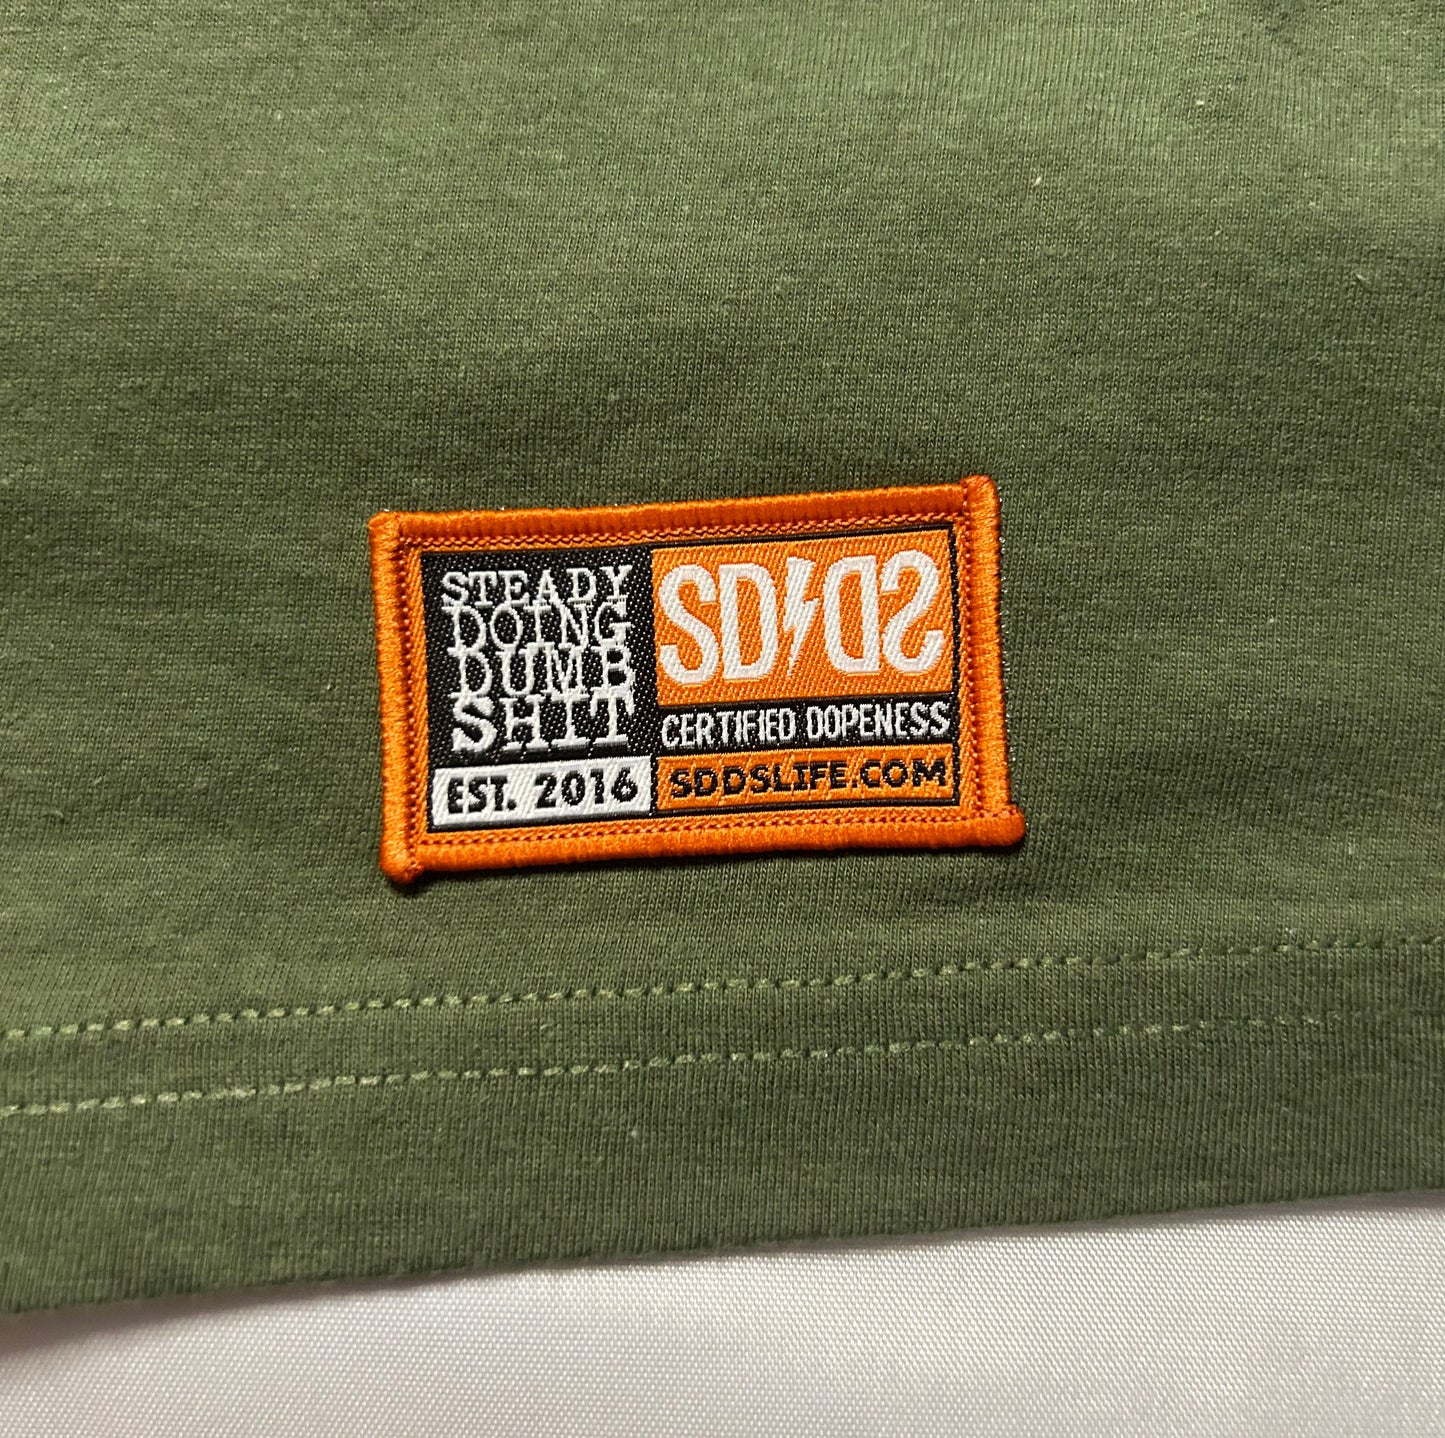 STEADY
DOING
DUMB
SHIT
EST. 2016
SD/DS
CERTIFIED DOPENESS
SDDSLIFE.COM